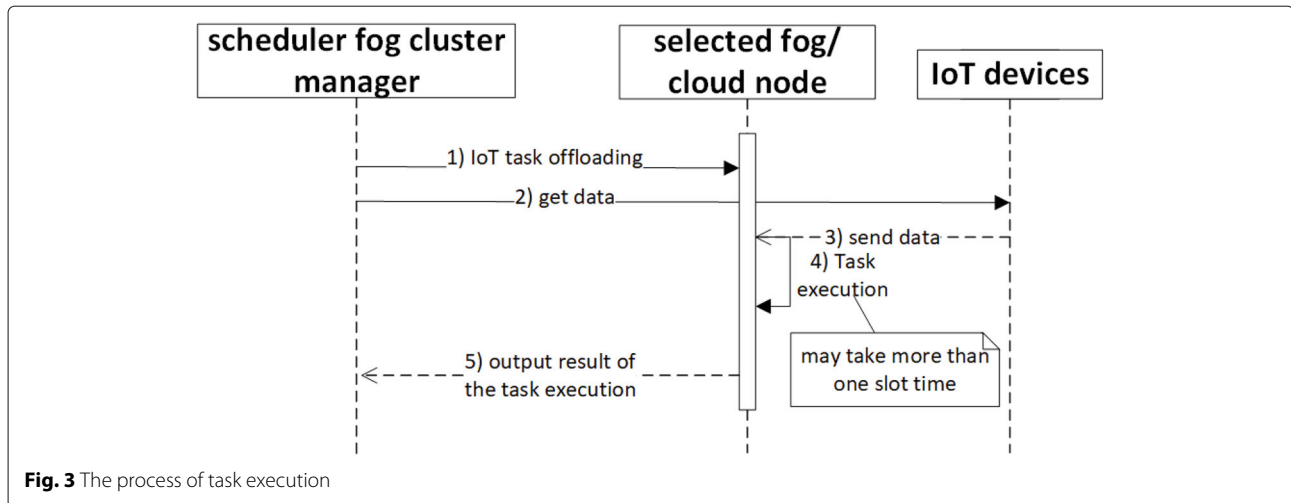 scheduler fog cluster
manager
selected fog/
cloud node
IoT devices
1) IoT task offloading
2) get data
3) send data
4) Task
execution
may take more than
one slot time
5) output result of
the task execution
Fig. 3 The process of task execution